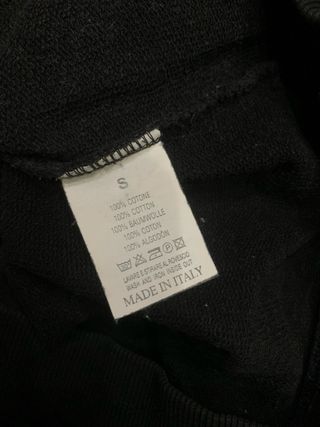 S
100% COTONE
100% COTTON
100% BAUMWOLLE
100% COTON
100% ALGODON
LAVARE E STIRARE AL ROVESCIO
WASH AND IRON INSIDE OUT
MADE IN ITALY